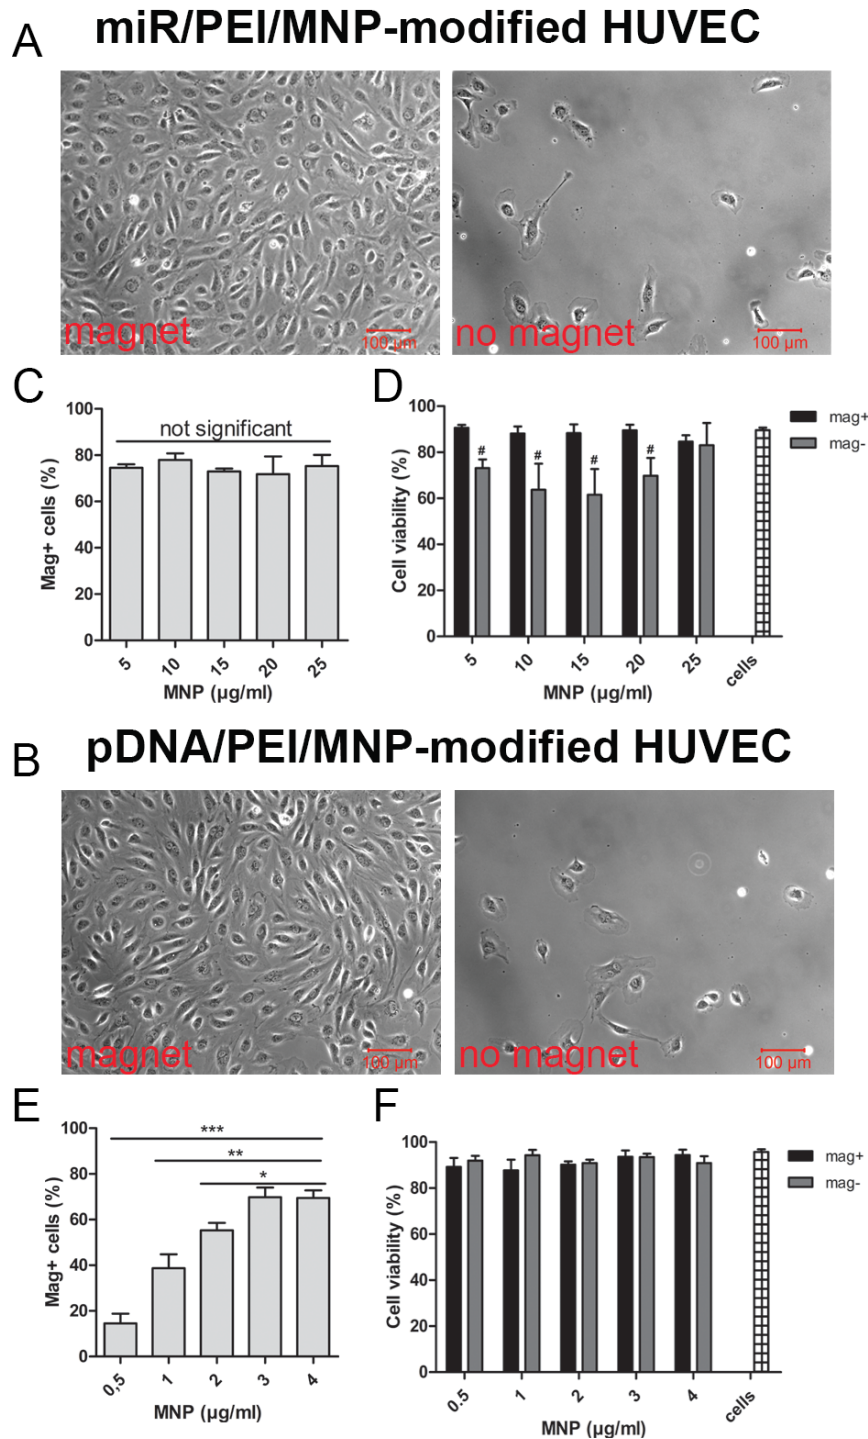 A
miR/PEI/MNP-modified HUVEC
magnet
100 µm
no magnet
100 µm
C
Mag+ cells (%)
100
80
60
40
20
0
not significant
5
10
15
20
25
MNP (µg/ml)
D
Cell viability (%)
100
80
60
40
20
0
#
#
#
#
5
10
15
20
25
cells
MNP (µg/ml)
mag+
mag-
B
pDNA/PEI/MNP-modified HUVEC
magnet
100 µm
no magnet
100 µm
E
Mag+ cells (%)
100
80
60
40
20
0
***
**
*
0,5
1
2
3
4
MNP (µg/ml)
F
Cell viability (%)
100
80
60
40
20
0
0.5
1
2
3
4
cells
MNP (µg/ml)
mag+
mag-